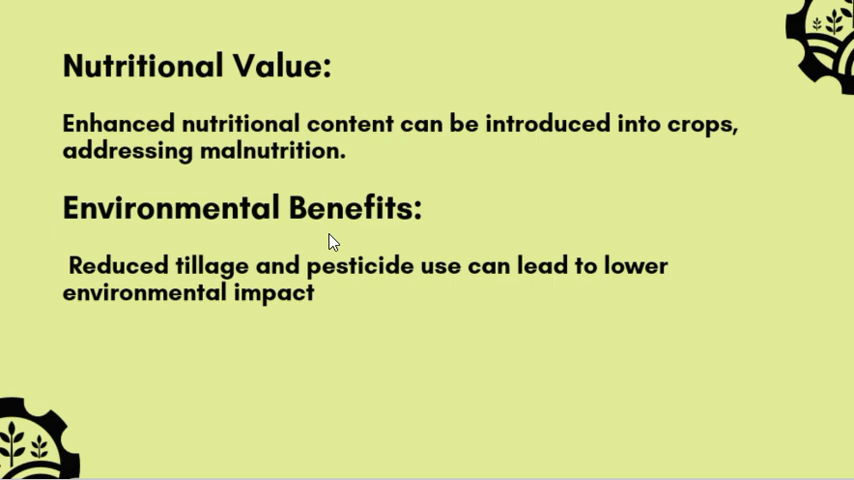 Nutritional Value:
Enhanced nutritional content can be introduced into crops,
addressing malnutrition.
Environmental Benefits:
Reduced tillage and pesticide use can lead to lower
environmental impact